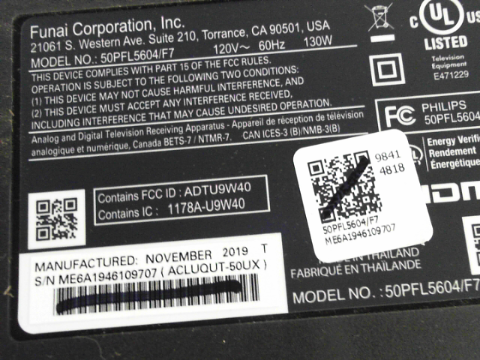 Funai Corporation, Inc.
21061 S. Western Ave. Suite 210, Torrance, CA 90501, USA
MODEL NO.: 50PFL5604/F7 120V~ 60Hz 130W
THIS DEVICE COMPLIES WITH PART 15 OF THE FCC RULES.
OPERATION IS SUBJECT TO THE FOLLOWING TWO CONDITIONS:
(1) THIS DEVICE MAY NOT CAUSE HARMFUL INTERFERENCE, AND
(2) THIS DEVICE MUST ACCEPT ANY INTERFERENCE RECEIVED,
INCLUDING INTERFERENCE THAT MAY CAUSE UNDESIRED OPERATION.
Analog and Digital Television Receiving Apparatus - Appareil de réception télévision
analogique et numérique, Canada BETS-7 / NTMR-7. CAN ICES-3 (B)/NMB-3(B)
C UL US
LISTED
Television
Equipment
E471229
FC PHILIPS
50PFL5604
Energy Verified
Rendement
Énergétique
HDMI
Contains FCC ID : ADTU9W40
Contains IC : 1178A-U9W40
9841
4818
50PFL5604/F7
ME6A1946109707
MANUFACTURED: NOVEMBER 2019 T
S/N ME6A1946109707 ( ACLUQUT-50UX )
IN THAILAND
FABRIQUÉ EN THAÏLANDE
MODEL NO. :50PFL5604/F7